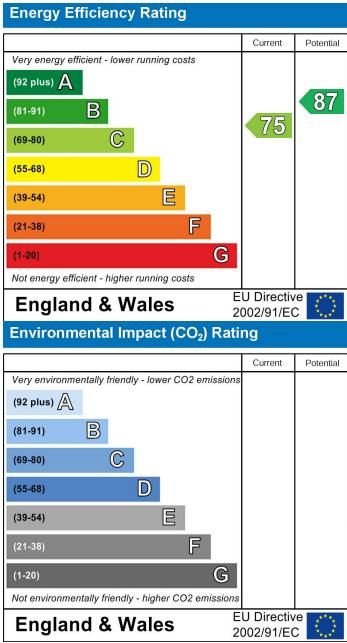 Energy Efficiency Rating
Current Potential
Very energy efficient - lower running costs
(92 plus) A
(81-91) B
(69-80) C
(55-68) D
(39-54) E
(21-38) F
(1-20) G
75
87
Not energy efficient - higher running costs
England & Wales
EU Directive
2002/91/EC
Environmental Impact (CO₂) Rating
Current Potential
Very environmentally friendly - lower CO2 emissions
(92 plus) A
(81-91) B
(69-80) C
(55-68) D
(39-54) E
(21-38) F
(1-20) G
Not environmentally friendly - higher CO2 emissions
England & Wales
EU Directive
2002/91/EC